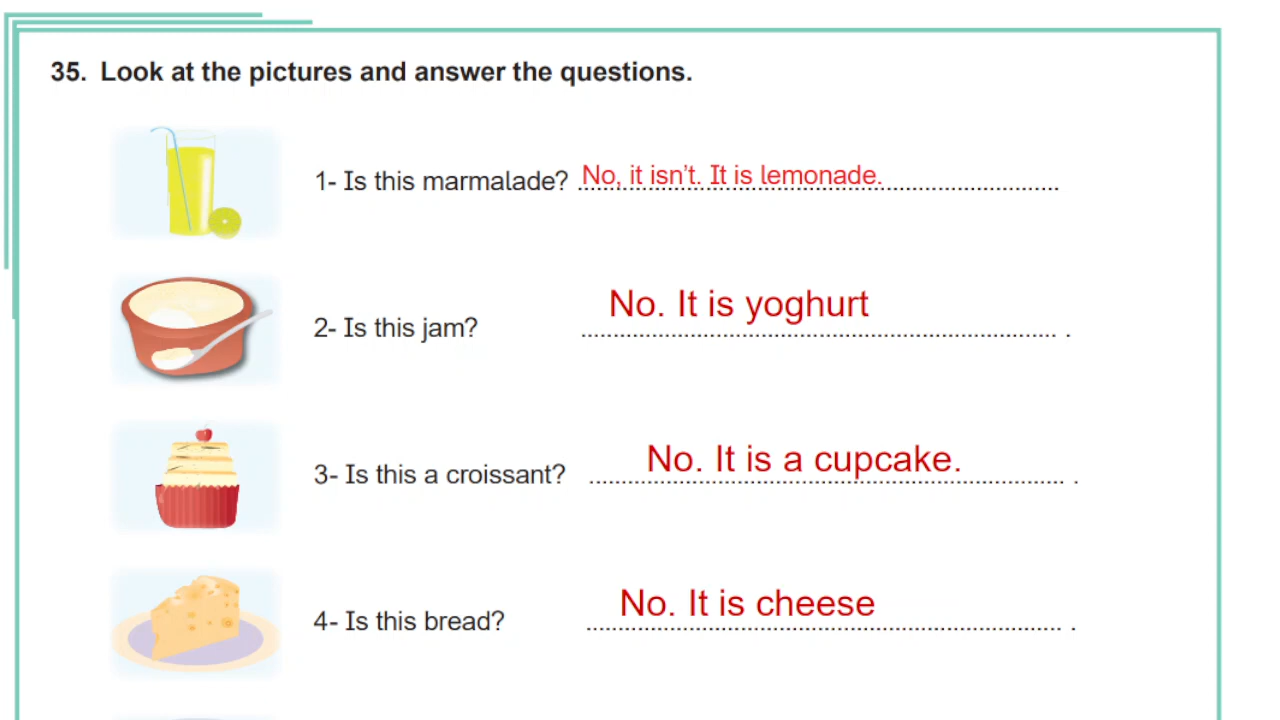 35. Look at the pictures and answer the questions.
1- Is this marmalade? No, it isn't. It is lemonade.
2- Is this jam? No. It is yoghurt .
3- Is this a croissant? No. It is a cupcake. .
4- Is this bread? No. It is cheese .